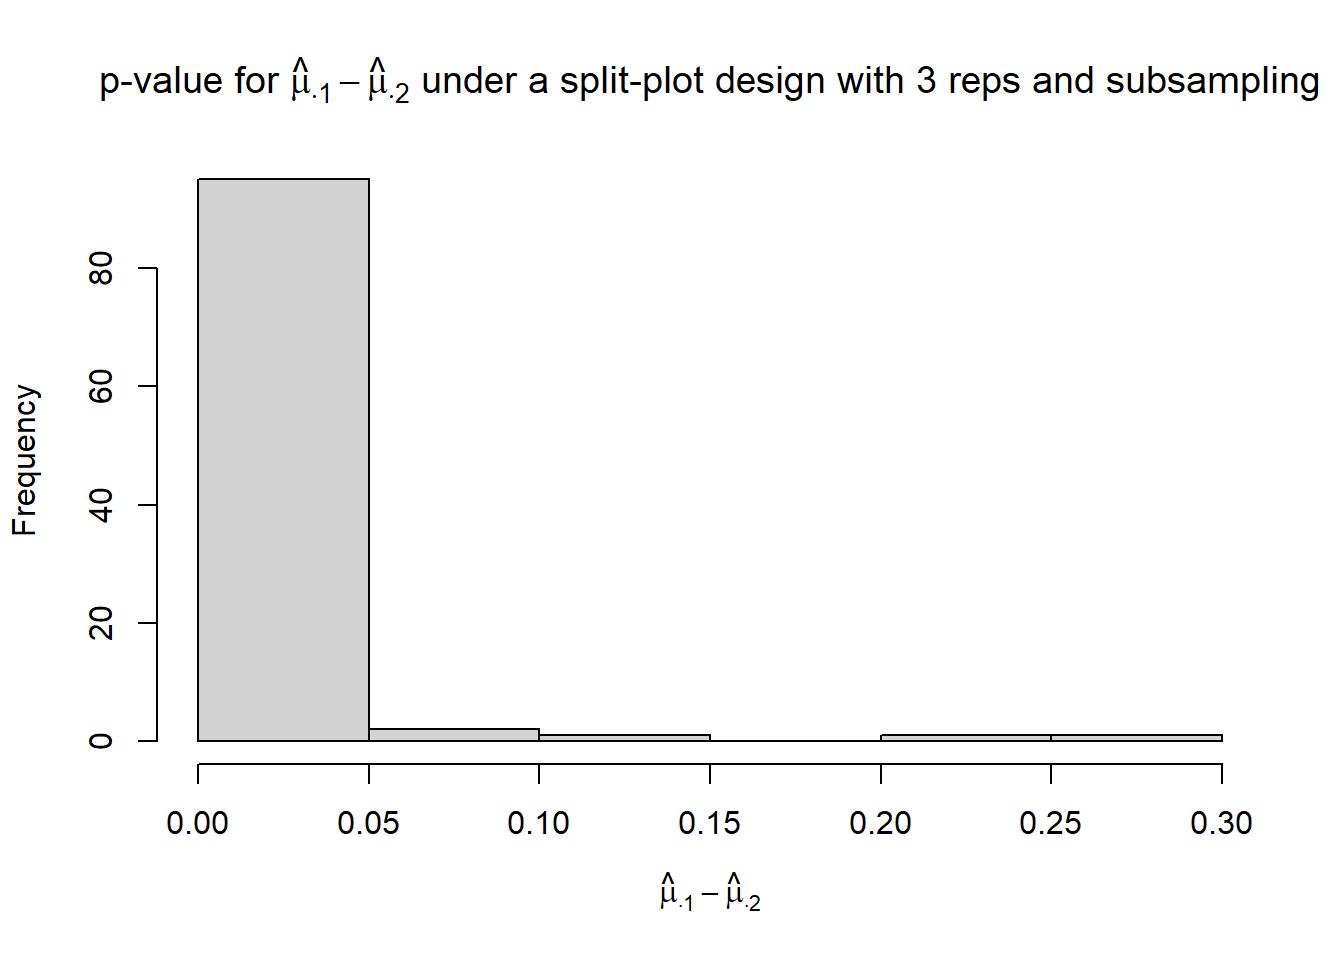 p-value for μ̂.1 − μ̂.2 under a split-plot design with 3 reps and subsampling
Frequency
80
60
40
20
0
0.00 0.05 0.10 0.15 0.20 0.25 0.30
μ̂.1 − μ̂.2